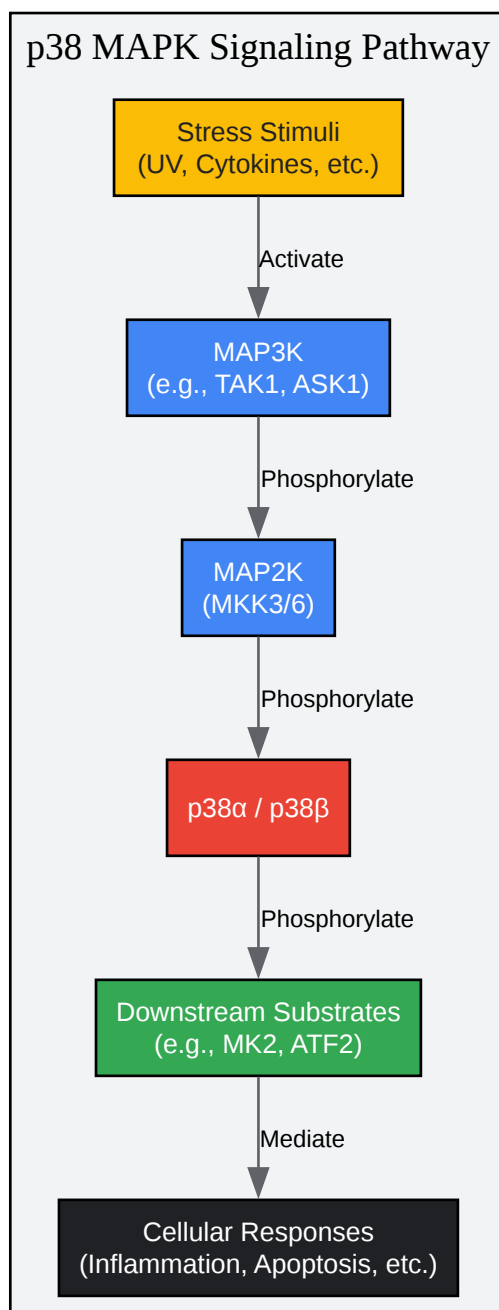 p38 MAPK Signaling Pathway
Stress Stimuli
(UV, Cytokines, etc.)
Activate
MAP3K
(e.g., TAK1, ASK1)
Phosphorylate
MAP2K
(MKK3/6)
Phosphorylate
p38α / p38β
Phosphorylate
Downstream Substrates
(e.g., MK2, ATF2)
Mediate
Cellular Responses
(Inflammation, Apoptosis, etc.)